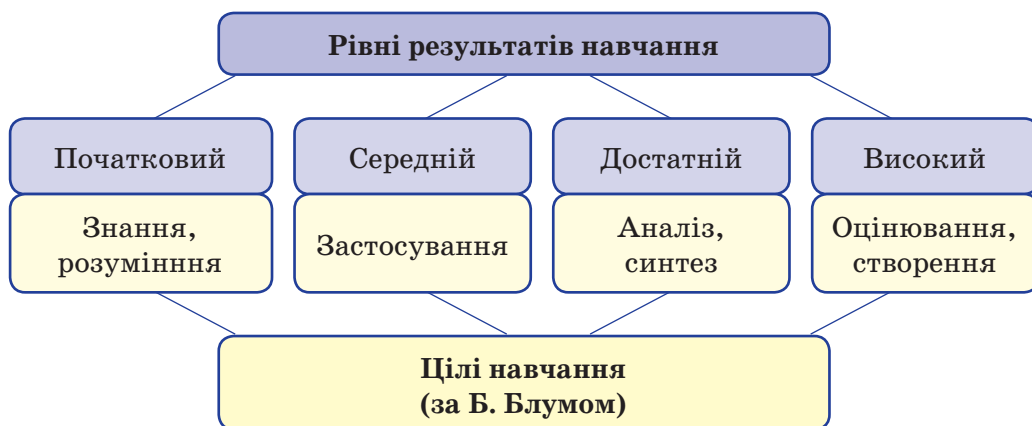 Рівні результатів навчання
Початковий
Середній
Достатній
Високий
Знання,
розумінння
Застосування
Аналіз,
синтез
Оцінювання,
створення
Цілі навчання
(за Б. Блумом)